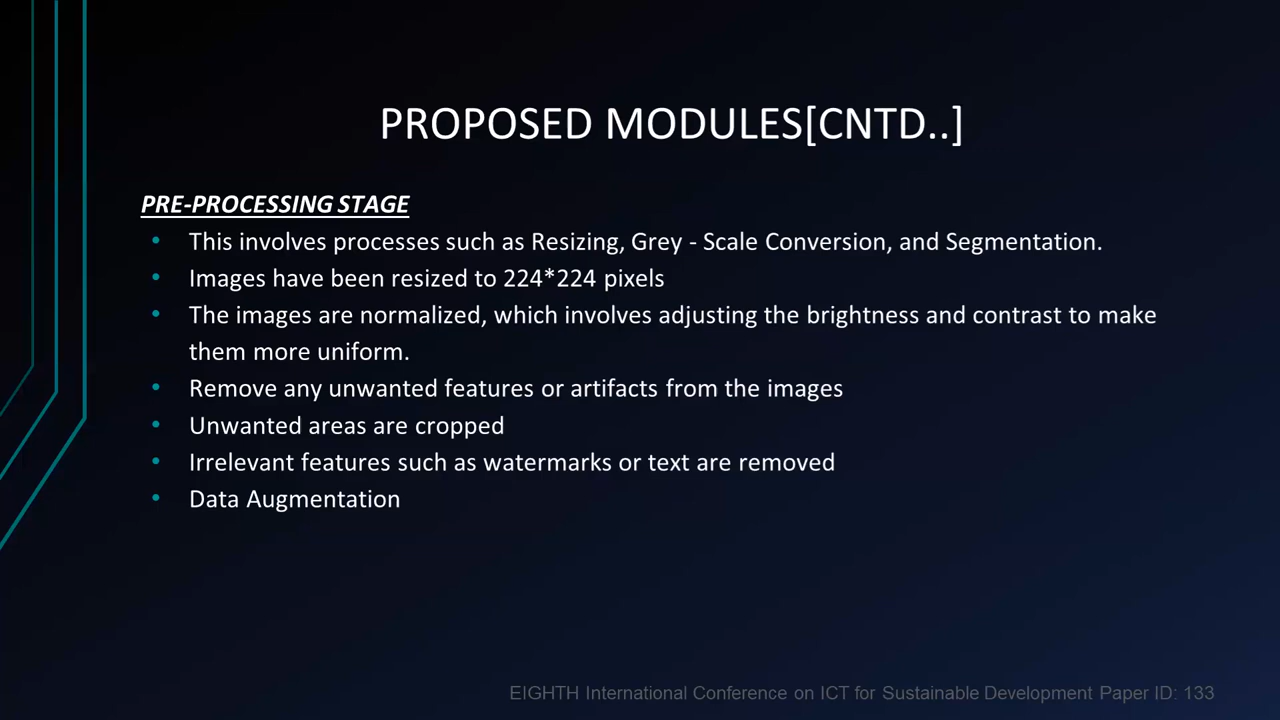 PROPOSED MODULES[CNTD..]
PRE-PROCESSING STAGE
• This involves processes such as Resizing, Grey - Scale Conversion, and Segmentation.
• Images have been resized to 224*224 pixels
• The images are normalized, which involves adjusting the brightness and contrast to make
them more uniform.
• Remove any unwanted features or artifacts from the images
• Unwanted areas are cropped
• Irrelevant features such as watermarks or text are removed
• Data Augmentation
EIGHTH International Conference on ICT for Sustainable Development Paper ID: 133